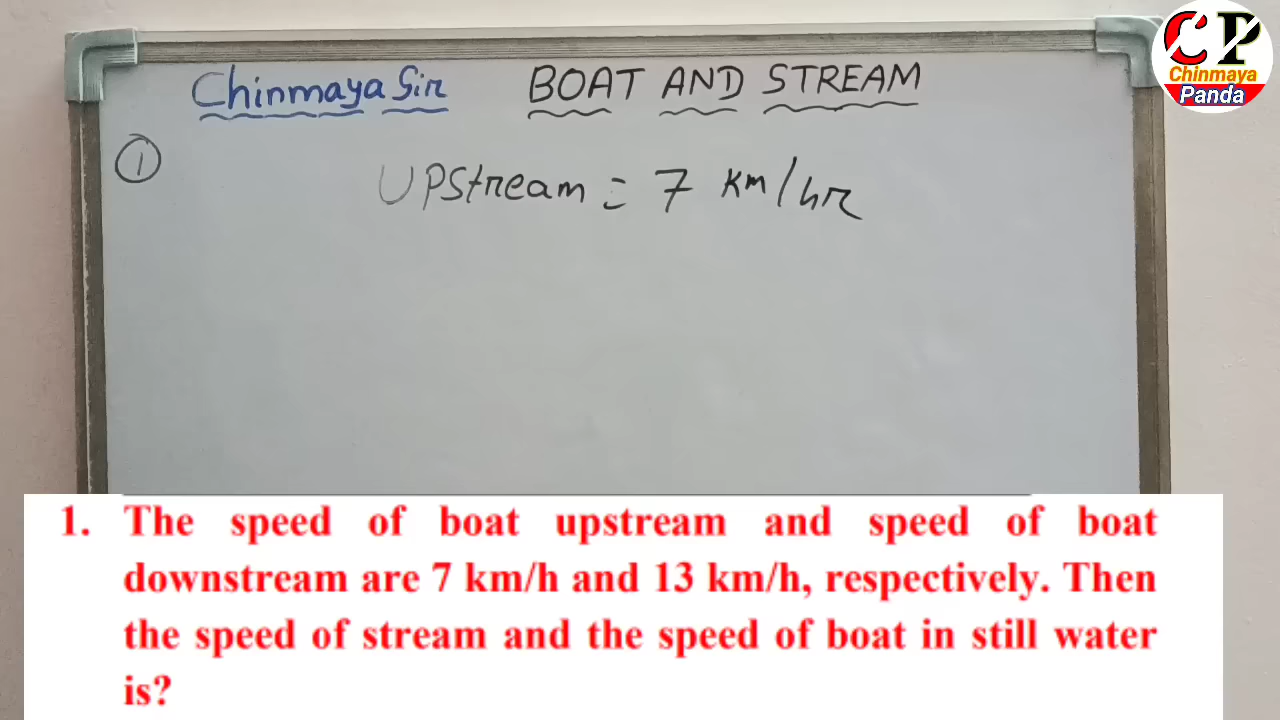 CP
Chinmaya
Panda
Chinmaya Sir BOAT AND STREAM
1
UPStream = 7 km/hr
1. The speed of boat upstream and speed of boat
downstream are 7 km/h and 13 km/h, respectively. Then
the speed of stream and the speed of boat in still water
is?